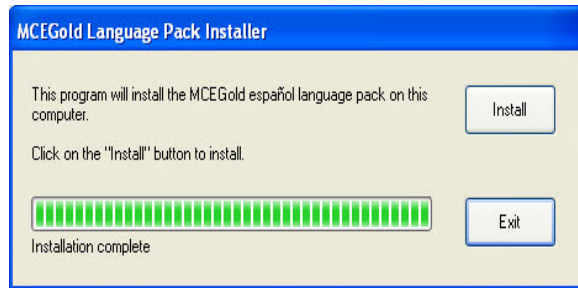 MCEGold Language Pack Installer
This program will install the MCEGold español language pack on this
computer.
Install
Click on the "Install" button to install.
Exit
Installation complete